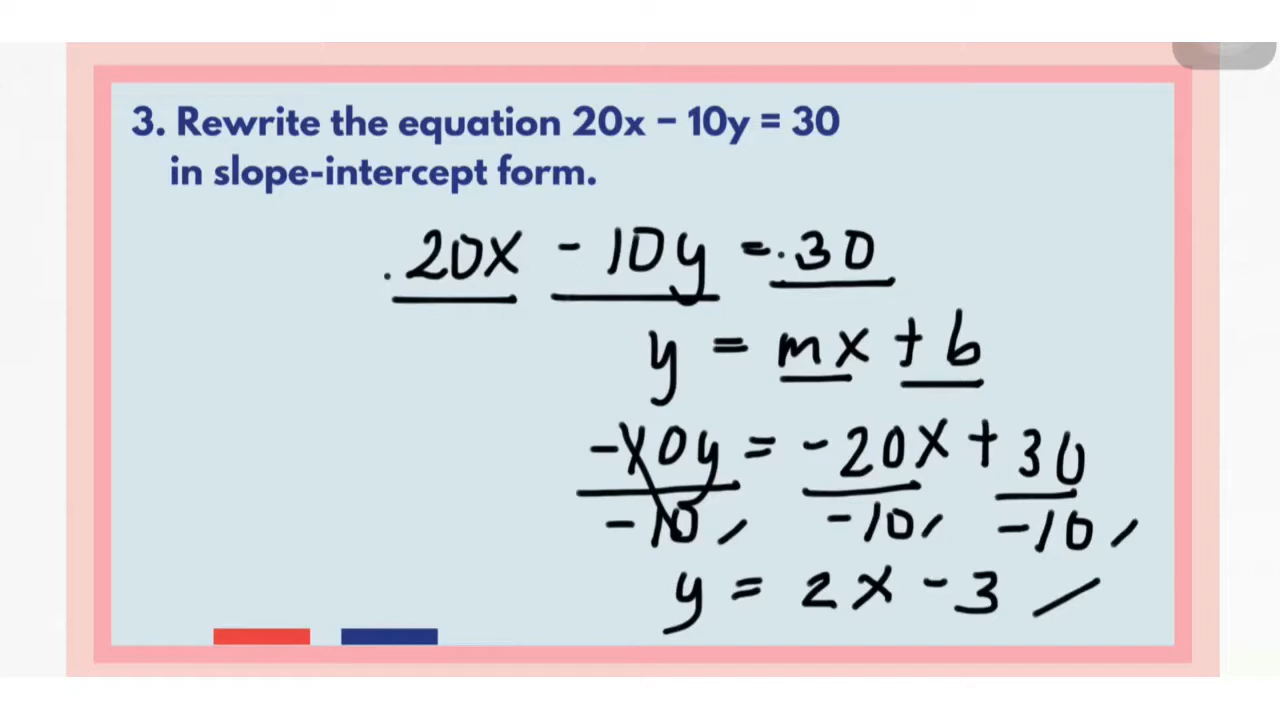 3. Rewrite the equation 20x – 10y = 30
in slope-intercept form.
20x - 10y = 30
y = mx + b
-10y = -20x + 30
-10 -10 -10
y = 2x - 3